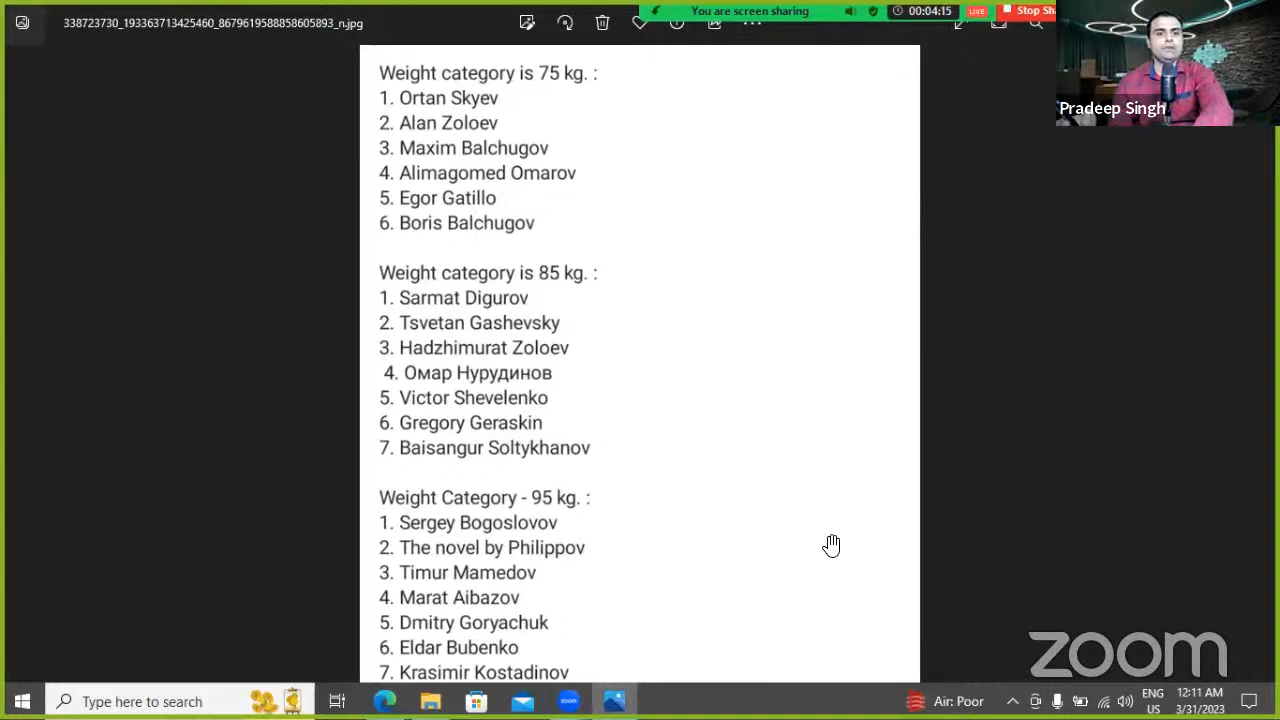 338723730_193363713425460_8679619588858605893_n.jpg
You are screen sharing
00:04:15
LIVE
Stop Sh
Pradeep Singh
Weight category is 75 kg. :
1. Ortan Skyev
2. Alan Zoloev
3. Maxim Balchugov
4. Alimagomed Omarov
5. Egor Gatillo
6. Boris Balchugov
Weight category is 85 kg. :
1. Sarmat Digurov
2. Tsvetan Gashevsky
3. Hadzhimurat Zoloev
4. Омар Нурудинов
5. Victor Shevelenko
6. Gregory Geraskin
7. Baisangur Soltykhanov
Weight Category - 95 kg. :
1. Sergey Bogoslovov
2. The novel by Philippov
3. Timur Mamedov
4. Marat Aibazov
5. Dmitry Goryachuk
6. Eldar Bubenko
7. Krasimir Kostadinov
zoom
Type here to search
zoom
Air: Poor
ENG
US
12:11 AM
3/31/2023